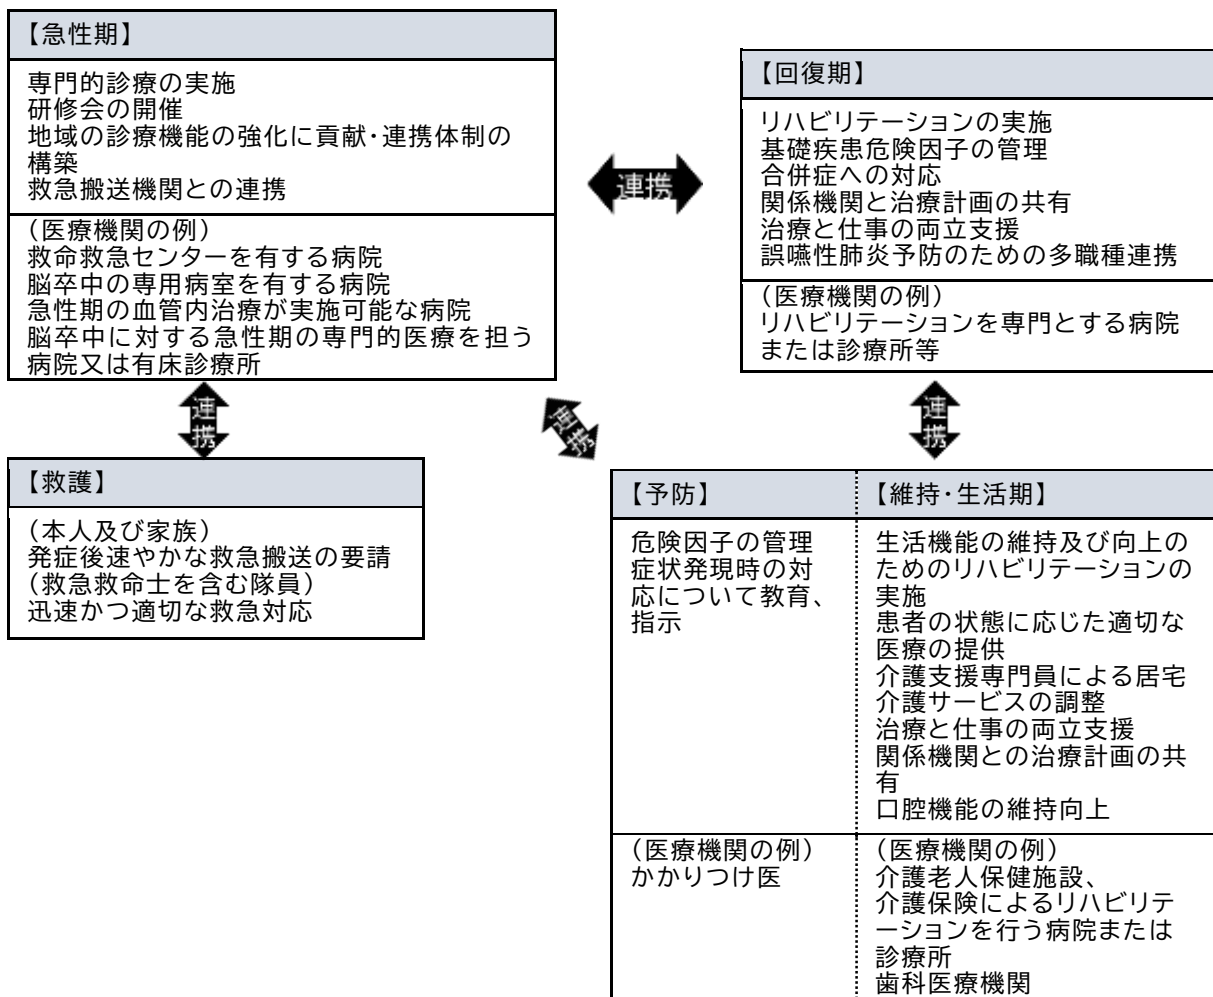 【急性期】
専門的診療の実施
研修会の開催
地域の診療機能の強化に貢献・連携体制の
構築
救急搬送機関との連携
(医療機関の例)
救命救急センターを有する病院
脳卒中の専用病室を有する病院
急性期の血管内治療が実施可能な病院
脳卒中に対する急性期の専門的医療を担う
病院又は有床診療所
連携
【回復期】
リハビリテーションの実施
基礎疾患危険因子の管理
合併症への対応
関係機関と治療計画の共有
治療と仕事の両立支援
誤嚥性肺炎予防のための多職種連携
(医療機関の例)
リハビリテーションを専門とする病院
または診療所等
連携
連携
連携
【救護】
(本人及び家族)
発症後速やかな救急搬送の要請
(救急救命士を含む隊員)
迅速かつ適切な救急対応
【予防】
危険因子の管理
症状発現時の対
応について教育、
指示
(医療機関の例)
かかりつけ医
【維持・生活期】
生活機能の維持及び向上の
ためのリハビリテーションの
実施
患者の状態に応じた適切な
医療の提供
介護支援専門員による居宅
介護サービスの調整
治療と仕事の両立支援
関係機関との治療計画の共
有
口腔機能の維持向上
(医療機関の例)
介護老人保健施設、
介護保険によるリハビリテ
ーションを行う病院または
診療所
歯科医療機関